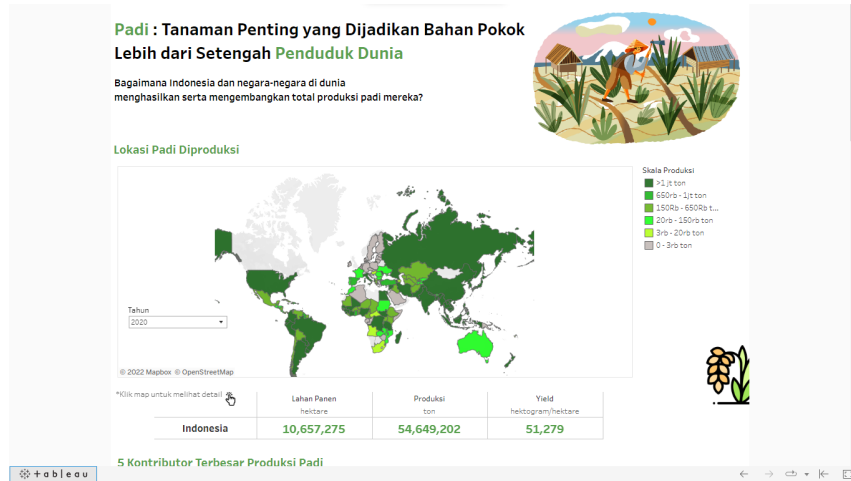 Padi : Tanaman Penting yang Dijadikan Bahan Pokok
Lebih dari Setengah Penduduk Dunia
Bagaimana Indonesia dan negara-negara di dunia
menghasilkan serta mengembangkan total produksi padi mereka?
Lokasi Padi Diproduksi
Skala Produksi
>1 jt ton
650rb - 1jt ton
150Rb - 650Rb t...
20rb - 150rb ton
3rb - 20rb ton
0 - 3rb ton
Tahun
2020
© 2022 Mapbox © OpenStreetMap
*Klik map untuk melihat detail
Lahan Panen Produksi Yield
hektare ton hektogram/hektare
Indonesia 10,657,275 54,649,202 51,279
5 Kontributor Terbesar Produksi Padi
+ a b | e a u